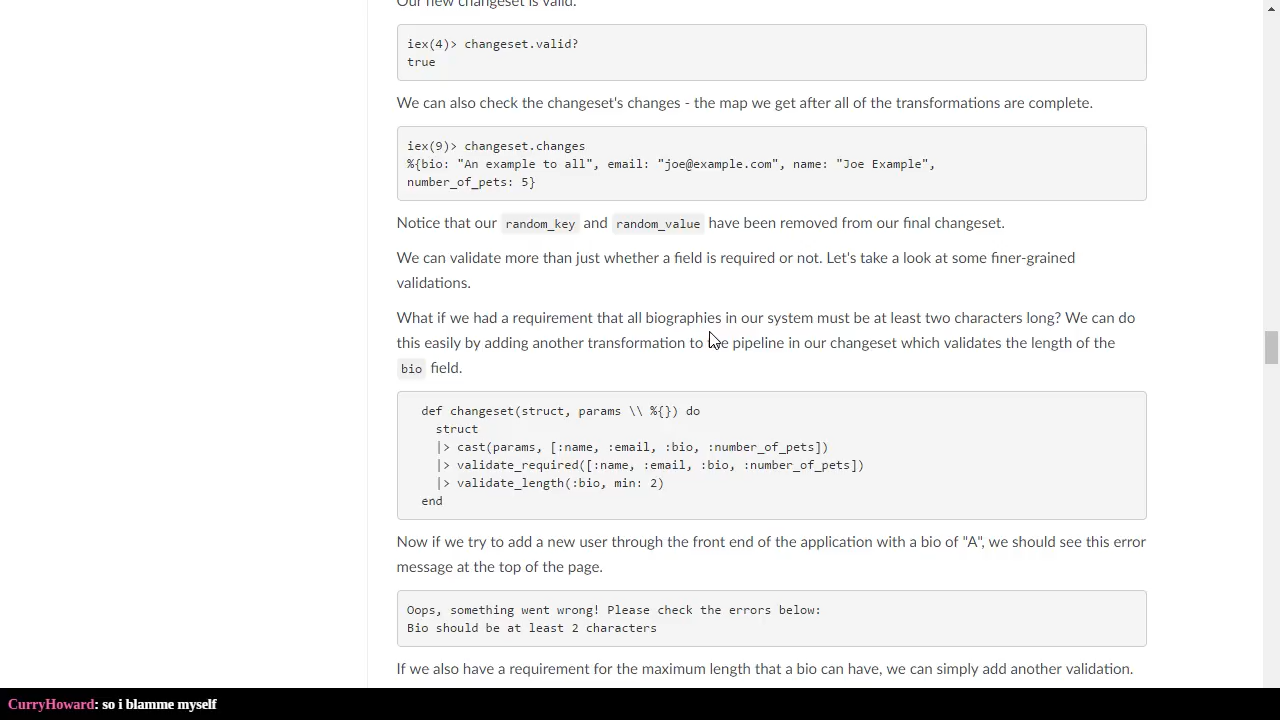 Our new changeset is valid.
iex(4)> changeset.valid?
true
We can also check the changeset's changes - the map we get after all of the transformations are complete.
iex(9)> changeset.changes
%{bio: "An example to all", email: "joe@example.com", name: "Joe Example",
number_of_pets: 5}
Notice that our random_key and random_value have been removed from our final changeset.
We can validate more than just whether a field is required or not. Let's take a look at some finer-grained
validations.
What if we had a requirement that all biographies in our system must be at least two characters long? We can do
this easily by adding another transformation to the pipeline in our changeset which validates the length of the
bio field.
def changeset(struct, params \\ %{}) do
struct
|> cast(params, [:name, :email, :bio, :number_of_pets])
|> validate_required([:name, :email, :bio, :number_of_pets])
|> validate_length(:bio, min: 2)
end
Now if we try to add a new user through the front end of the application with a bio of "A", we should see this error
message at the top of the page.
Oops, something went wrong! Please check the errors below:
Bio should be at least 2 characters
If we also have a requirement for the maximum length that a bio can have, we can simply add another validation.
CurryHoward: so i blamme myself